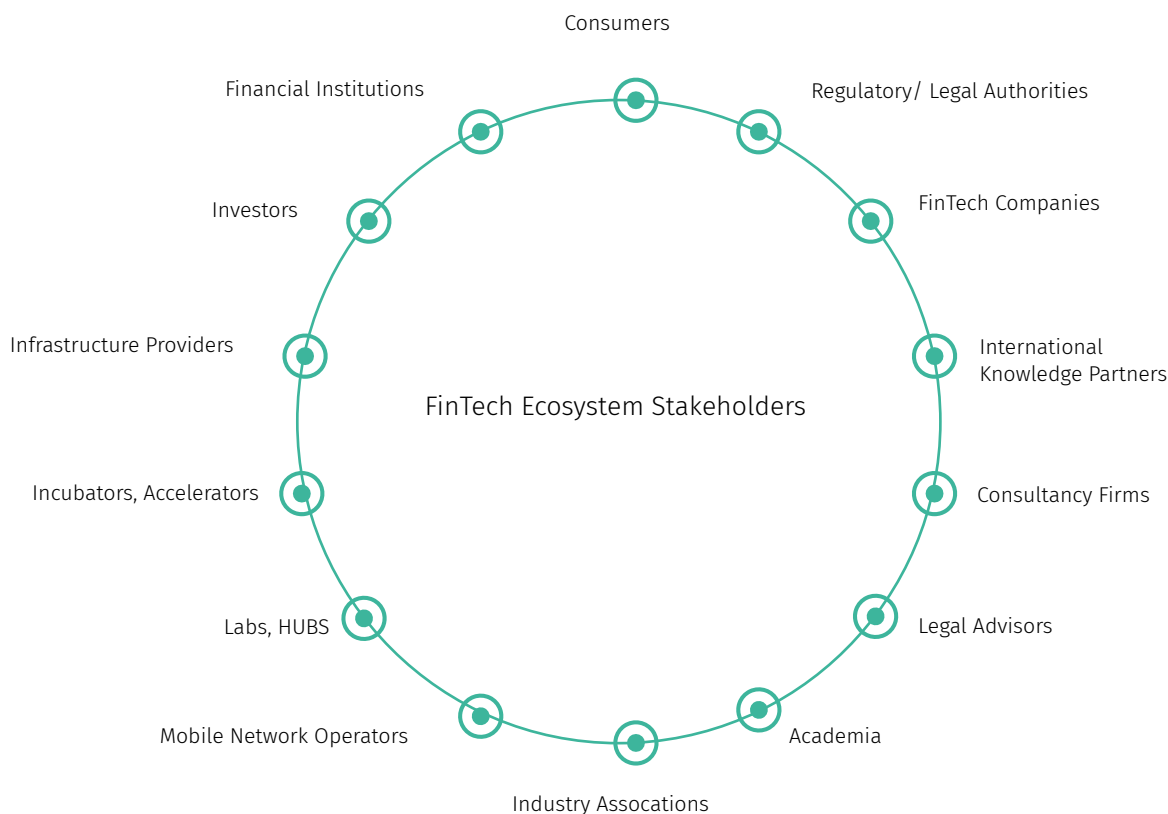 Consumers
Financial Institutions
Regulatory/ Legal Authorities
Investors
FinTech Companies
Infrastructure Providers
International
Knowledge Partners
FinTech Ecosystem Stakeholders
Incubators, Accelerators
Consultancy Firms
Labs, HUBS
Legal Advisors
Mobile Network Operators
Academia
Industry Assocations